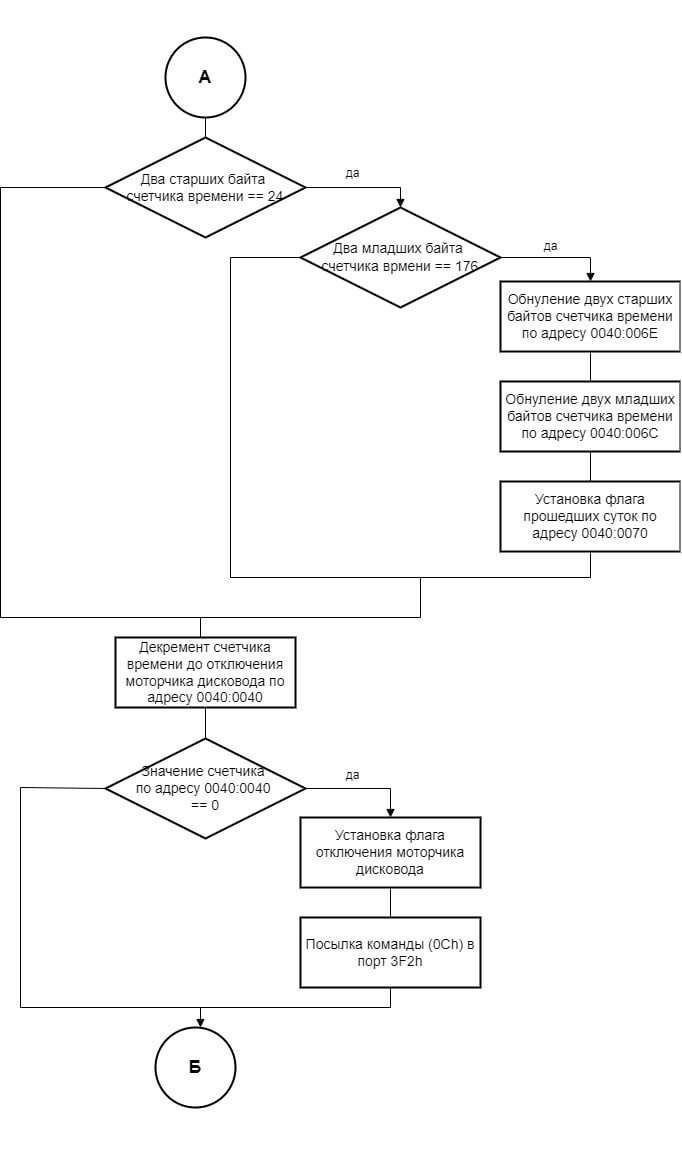 А
Два старших байта
счетчика времени == 24
да
Два младших байта
счетчика врмени == 176
да
Обнуление двух старших
байтов счетчика времени
по адресу 0040:006E
Обнуление двух младших
байтов счетчика времени
по адресу 0040:006C
Установка флага
прошедших суток по
адресу 0040:0070
Декремент счетчика
времени до отключения
моторчика дисковода по
адресу 0040:0040
Значение счетчика
по адресу 0040:0040
== 0
да
Установка флага
отключения моторчика
дисковода
Посылка команды (0Ch) в
порт 3F2h
Б